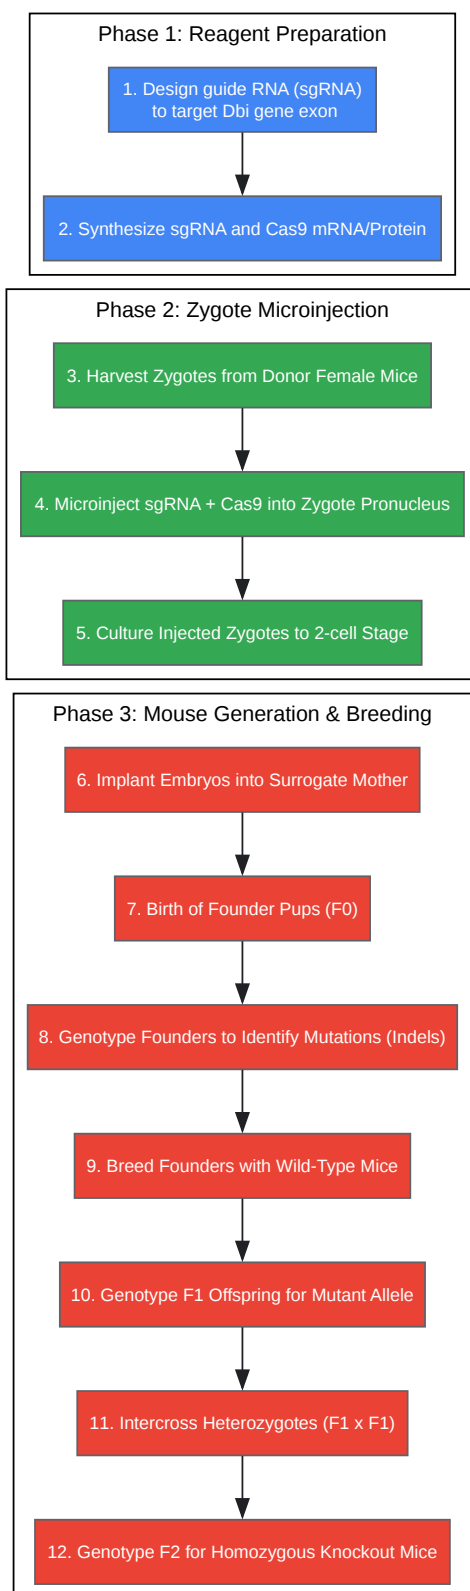 Phase 1: Reagent Preparation
1. Design guide RNA (sgRNA)
to target Dbi gene exon
2. Synthesize sgRNA and Cas9 mRNA/Protein
Phase 2: Zygote Microinjection
3. Harvest Zygotes from Donor Female Mice
4. Microinject sgRNA + Cas9 into Zygote Pronucleus
5. Culture Injected Zygotes to 2-cell Stage
Phase 3: Mouse Generation & Breeding
6. Implant Embryos into Surrogate Mother
7. Birth of Founder Pups (F0)
8. Genotype Founders to Identify Mutations (Indels)
9. Breed Founders with Wild-Type Mice
10. Genotype F1 Offspring for Mutant Allele
11. Intercross Heterozygotes (F1 x F1)
12. Genotype F2 for Homozygous Knockout Mice